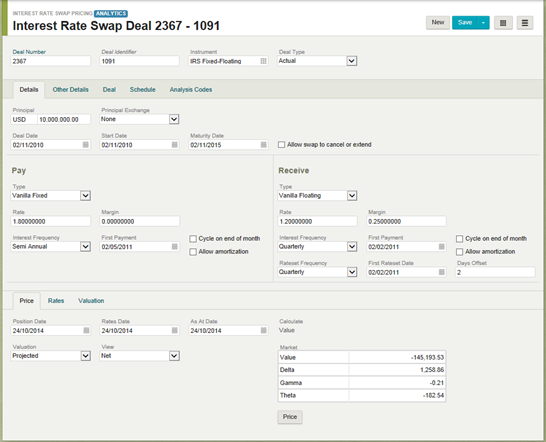 INTEREST RATE SWAP PRICING ANALYTICS
Interest Rate Swap Deal 2367 - 1091
New Save
Deal Number Deal Identifier Instrument Deal Type
2367 1091 IRS Fixed-Floating Actual
Details Other Details Deal Schedule Analysis Codes
Principal Principal Exchange
USD 10.000.000.00 None
Deal Date Start Date Maturity Date
02/11/2010 02/11/2010 02/11/2015 Allow swap to cancel or extend
Pay Receive
Type Type
Vanilla Fixed Vanilla Floating
Rate Margin Rate Margin
1.80000000 0.00000000 1.20000000 0.25000000
Interest Frequency First Payment Cycle on end of month Interest Frequency First Payment Cycle on end of month
Semi Annual 02/05/2011 Allow amortization Quarterly 02/02/2011 Allow amortization
Rateset Frequency First Rateset Date Days Offset
Quarterly 02/02/2011 2
Price Rates Valuation
Position Date Rates Date As At Date Calculate
24/10/2014 24/10/2014 24/10/2014 Value
Valuation View Market
Projected Net
Value -145,193.53
Delta 1,258.86
Gamma -0.21
Theta -182.54
Price